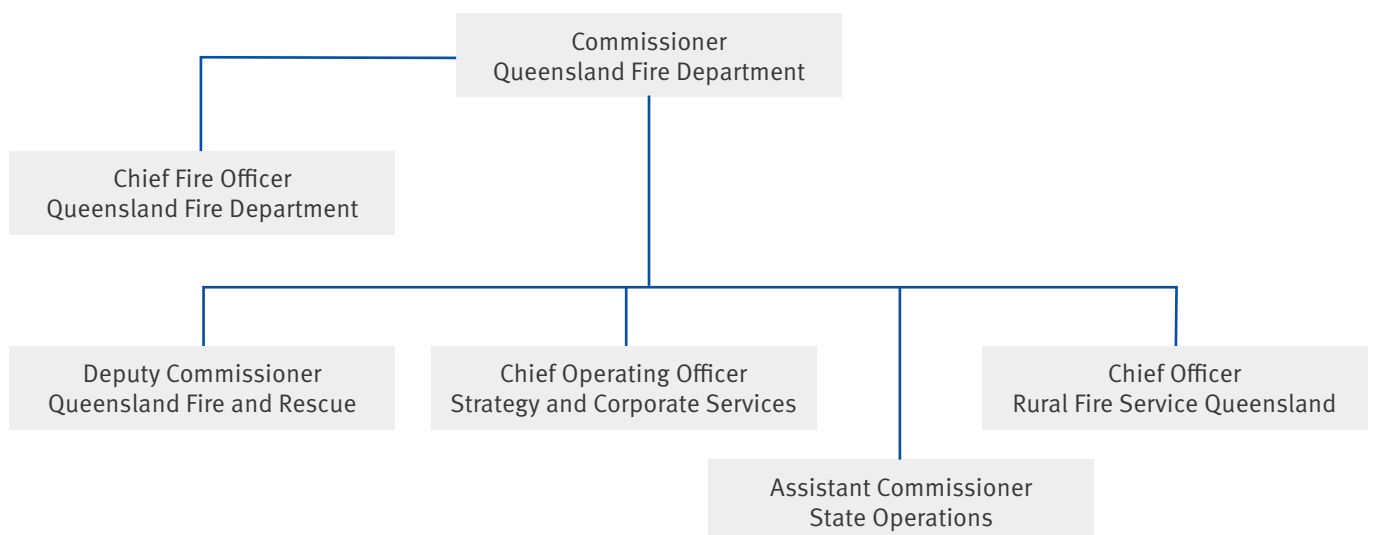 Commissioner
Queensland Fire Department
Chief Fire Officer
Queensland Fire Department
Deputy Commissioner
Queensland Fire and Rescue
Chief Operating Officer
Strategy and Corporate Services
Chief Officer
Rural Fire Service Queensland
Assistant Commissioner
State Operations